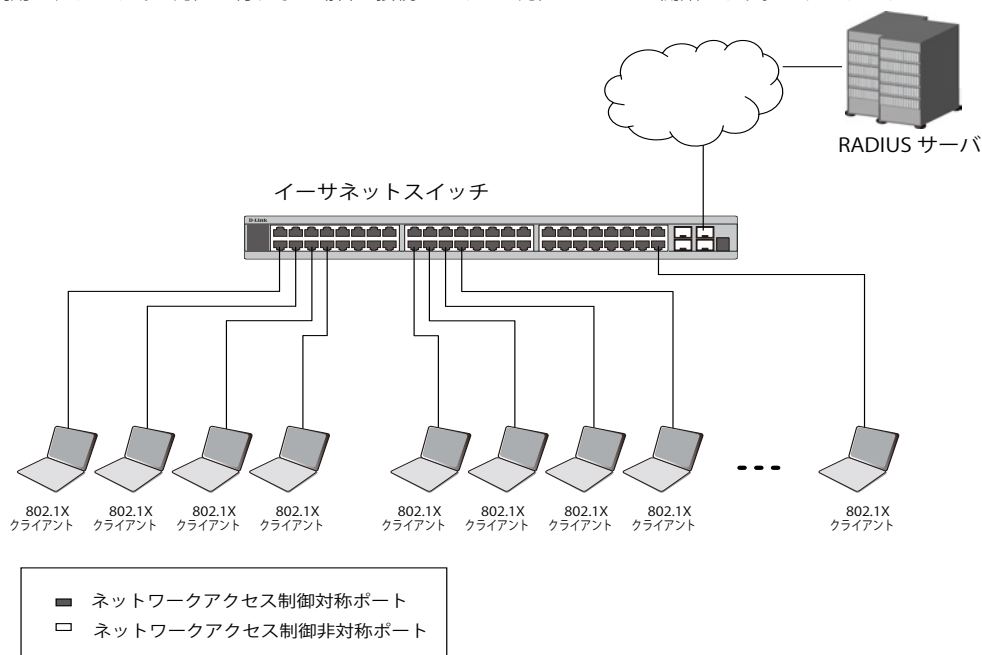 RADIUS サーバ
イーサネットスイッチ
D-Link
802.1X
クライアント
802.1X
クライアント
802.1X
クライアント
802.1X
クライアント
802.1X
クライアント
802.1X
クライアント
802.1X
クライアント
802.1X
クライアント
802.1X
クライアント
ネットワークアクセス制御対称ポート
ネットワークアクセス制御非対称ポート